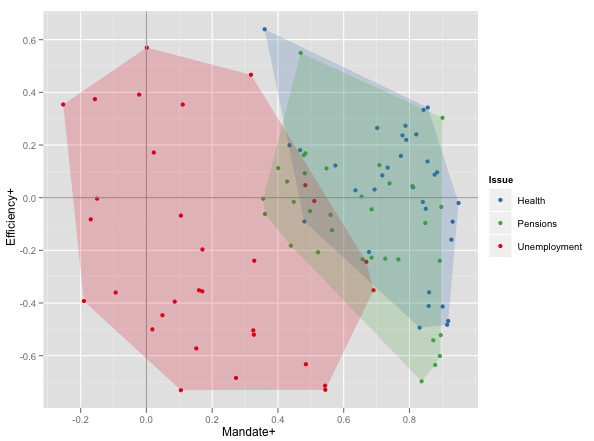 0.6
0.4
0.2
0.0
-0.2
-0.4
-0.6
Efficiency+
-0.2 0.0 0.2 0.4 0.6 0.8
Mandate+
Issue
Health
Pensions
Unemployment